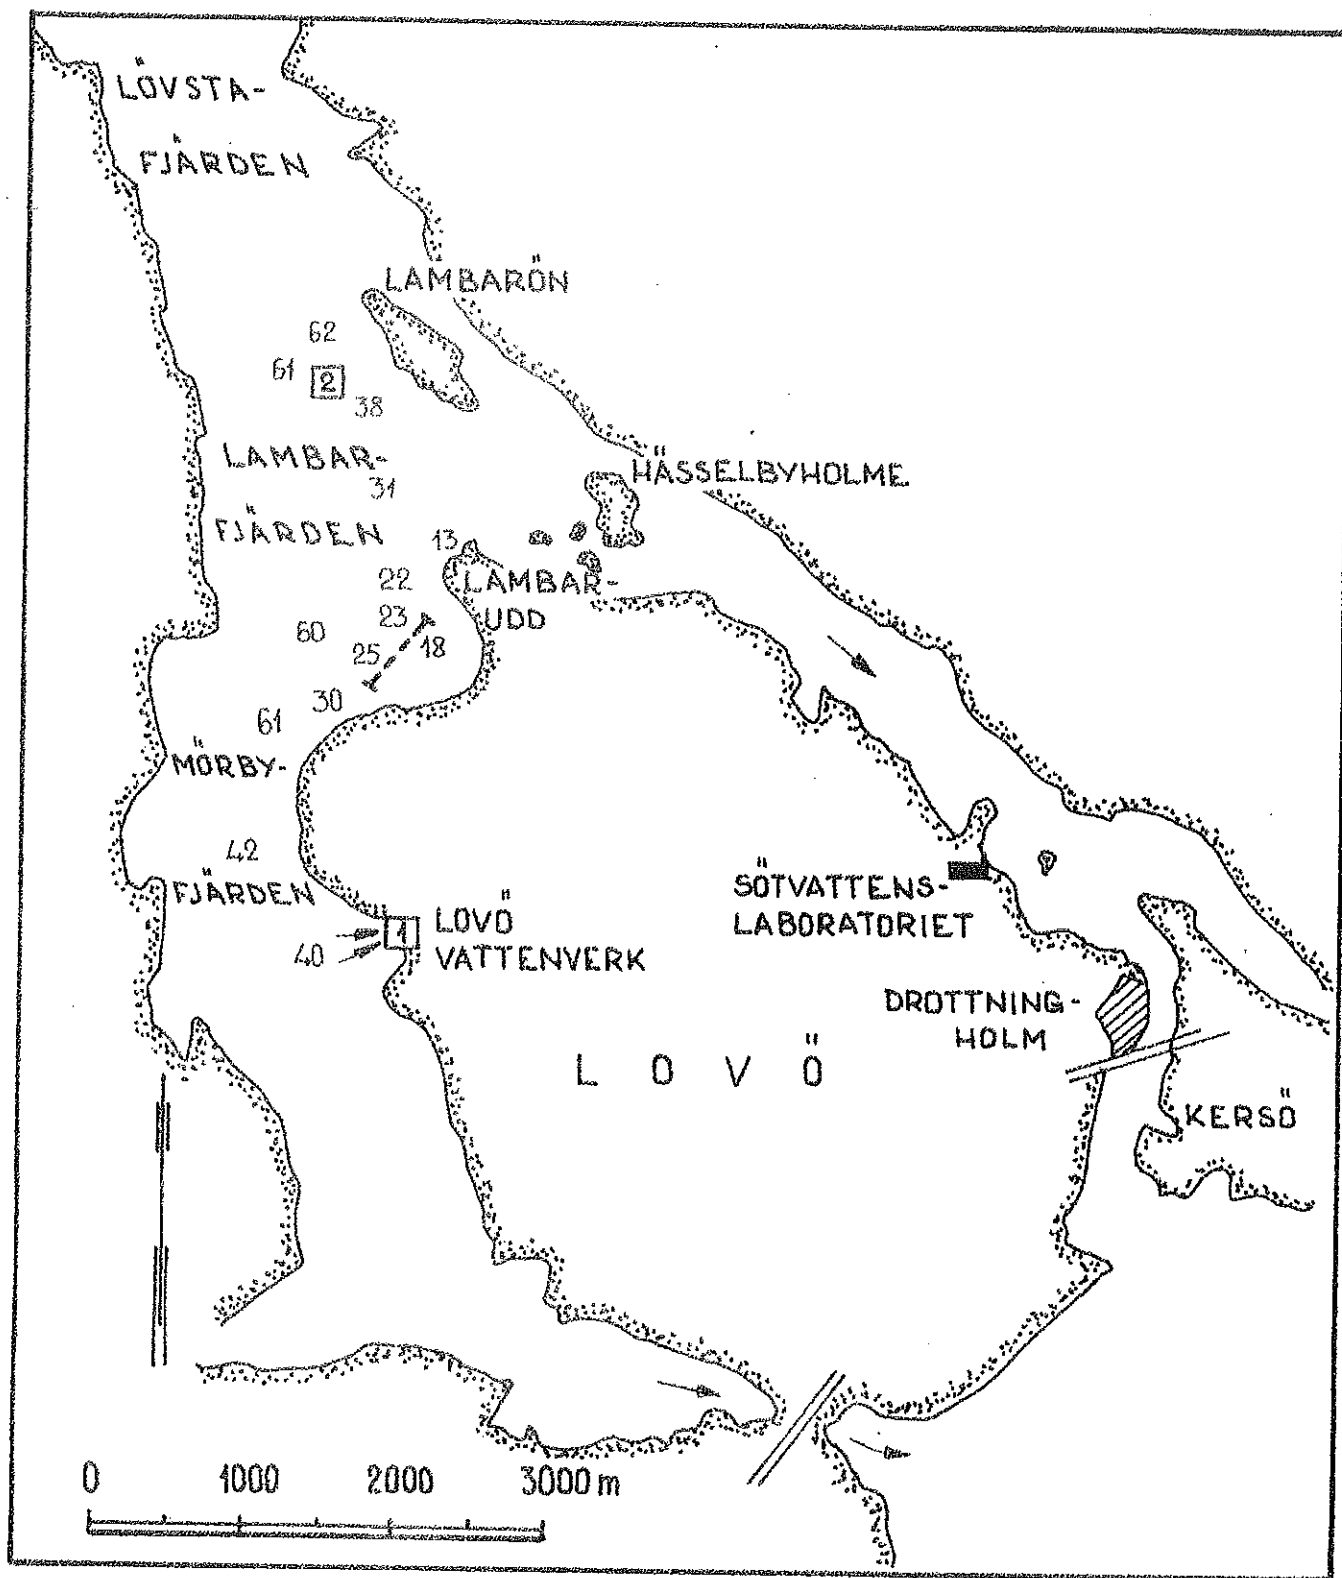 LÖVSTA-
FJÄRDEN
LAMBARÖN
62
61
2
38
LAMBAR-
31
HÄSSELBYHOLME
FJÄRDEN
13
22
LAMBAR-
UDD
23
60
25
18
30
61
MÖRBY-
42
FJÄRDEN
SÖTVATTENS-
LABORATORIET
1
LOVÖ
VATTENVERK
40
DROTTNING-
HOLM
L O V Ö
KERSÖ
0 1000 2000 3000 m